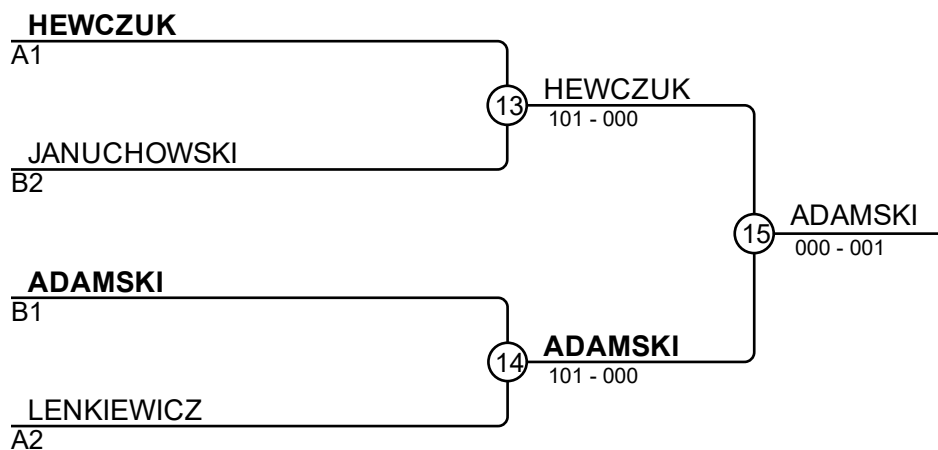 HEWCZUK
A1
13
HEWCZUK
101 - 000
JANUCHOWSKI
B2
15
ADAMSKI
000 - 001
ADAMSKI
B1
14
ADAMSKI
101 - 000
LENKIEWICZ
A2